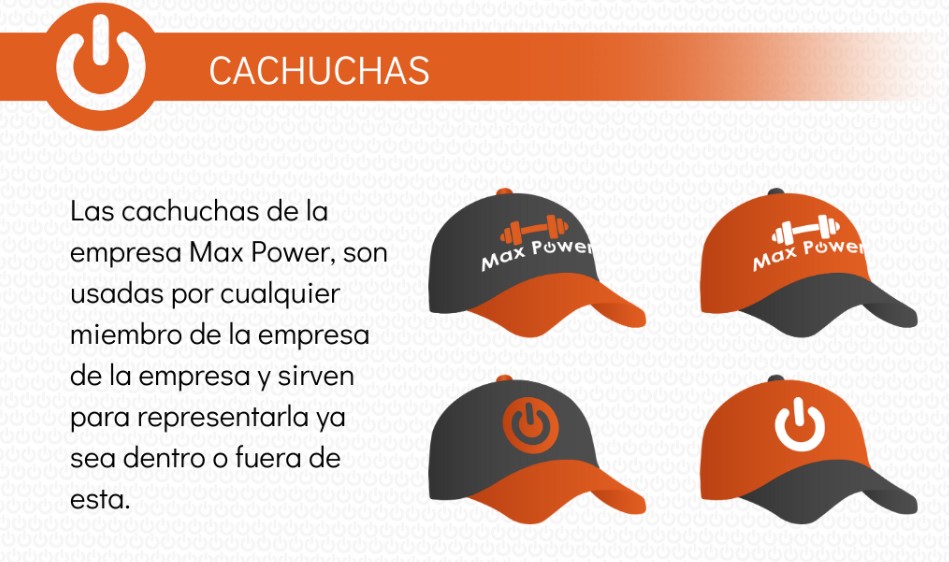 CACHUCHAS
Las cachuchas de la
empresa Max Power, son
usadas por cualquier
miembro de la empresa
de la empresa y sirven
para representarla ya
sea dentro o fuera de
esta.
Max Power
Max Power